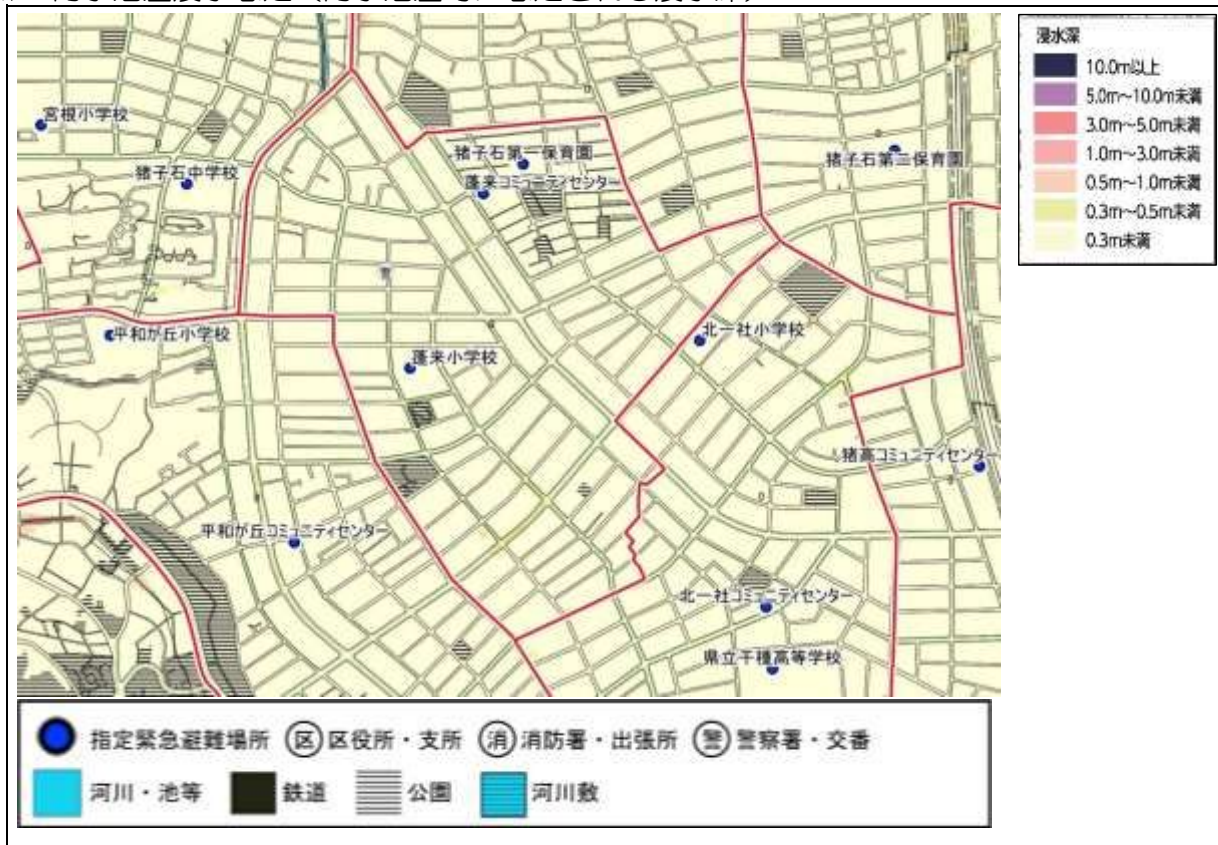 浸水深
10.0m以上
5.0m～10.0m未満
3.0m～5.0m未満
1.0m～3.0m未満
0.5m～1.0m未満
0.3m～0.5m未満
0.3m未満
宮根小学校
猪子石第一保育園
猪子石第二保育園
猪子石中学校
蓬来コミュニティセンター
平和が丘小学校
北一社小学校
蓬来小学校
猪高コミュニティセンター
平和が丘コミュニティセンター
北一社コミュニティセンター
県立千種高等学校
指定緊急避難場所 区 区役所・支所 消 消防署・出張所 警 警察署・交番
河川・池等 鉄道 公園 河川敷